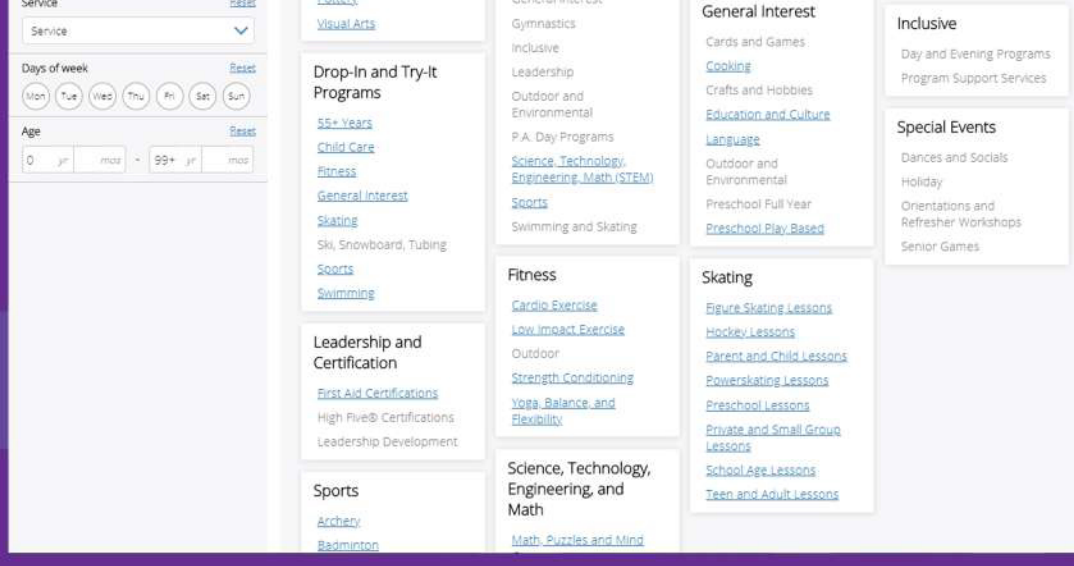 Service
Reset
Service
Days of week
Reset
Mon Tue Wed Thu Fri Sat Sun
Age
Reset
0 yr mos - 99+ yr mos
Pottery
Visual Arts
Drop-In and Try-It
Programs
55+ Years
Child Care
Fitness
General Interest
Skating
Ski, Snowboard, Tubing
Sports
Swimming
Leadership and
Certification
First Aid Certifications
High Five® Certifications
Leadership Development
Sports
Archery
Badminton
General Interest
Gymnastics
Inclusive
Leadership
Outdoor and
Environmental
P.A. Day Programs
Science, Technology,
Engineering, Math (STEM)
Sports
Swimming and Skating
Fitness
Cardio Exercise
Low Impact Exercise
Outdoor
Strength Conditioning
Yoga, Balance, and
Flexibility
Science, Technology,
Engineering, and
Math
Math, Puzzles and Mind
General Interest
Cards and Games
Cooking
Crafts and Hobbies
Education and Culture
Language
Outdoor and
Environmental
Preschool Full Year
Preschool Play Based
Skating
Figure Skating Lessons
Hockey Lessons
Parent and Child Lessons
Powerskating Lessons
Preschool Lessons
Private and Small Group
Lessons
School Age Lessons
Teen and Adult Lessons
Inclusive
Day and Evening Programs
Program Support Services
Special Events
Dances and Socials
Holiday
Orientations and
Refresher Workshops
Senior Games